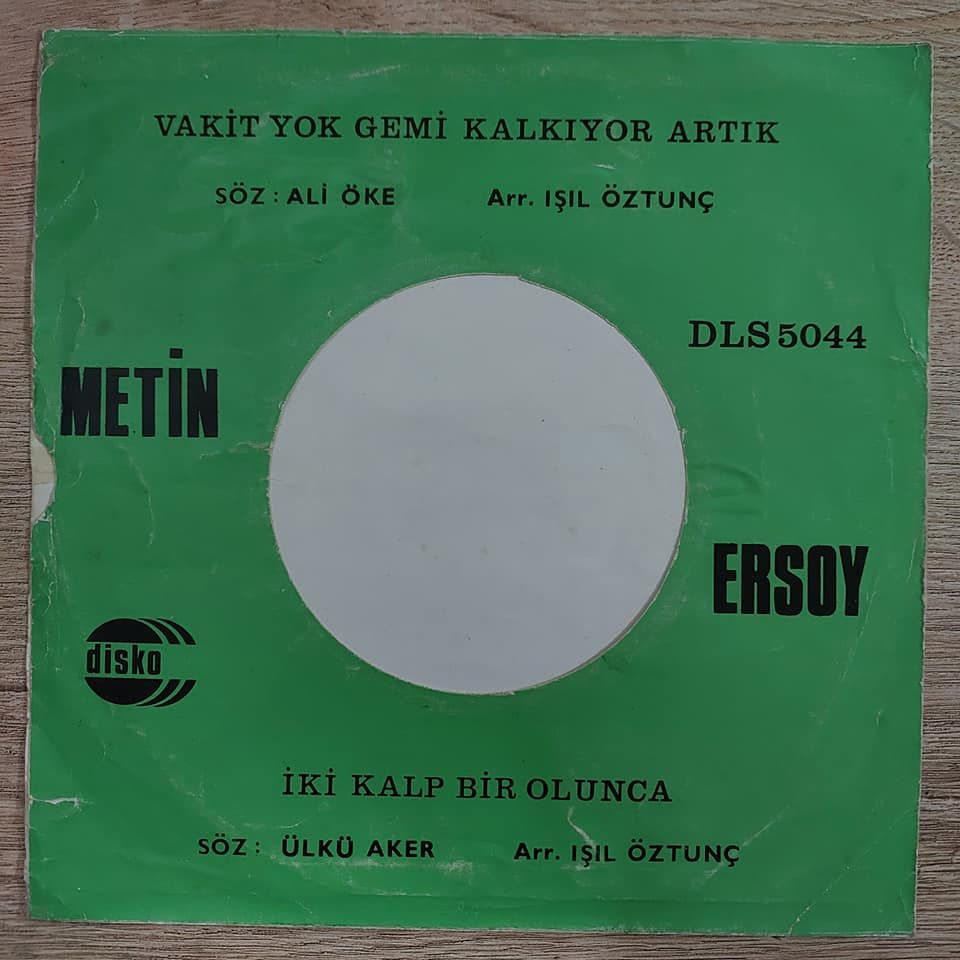 VAKİT YOK GEMİ KALKIYOR ARTIK
SÖZ : ALİ ÖKE Arr. IŞIL ÖZTUNÇ
DLS 5044
METİN
ERSOY
disko
İKİ KALP BİR OLUNCA
SÖZ : ÜLKÜ AKER Arr. IŞIL ÖZTUNÇ